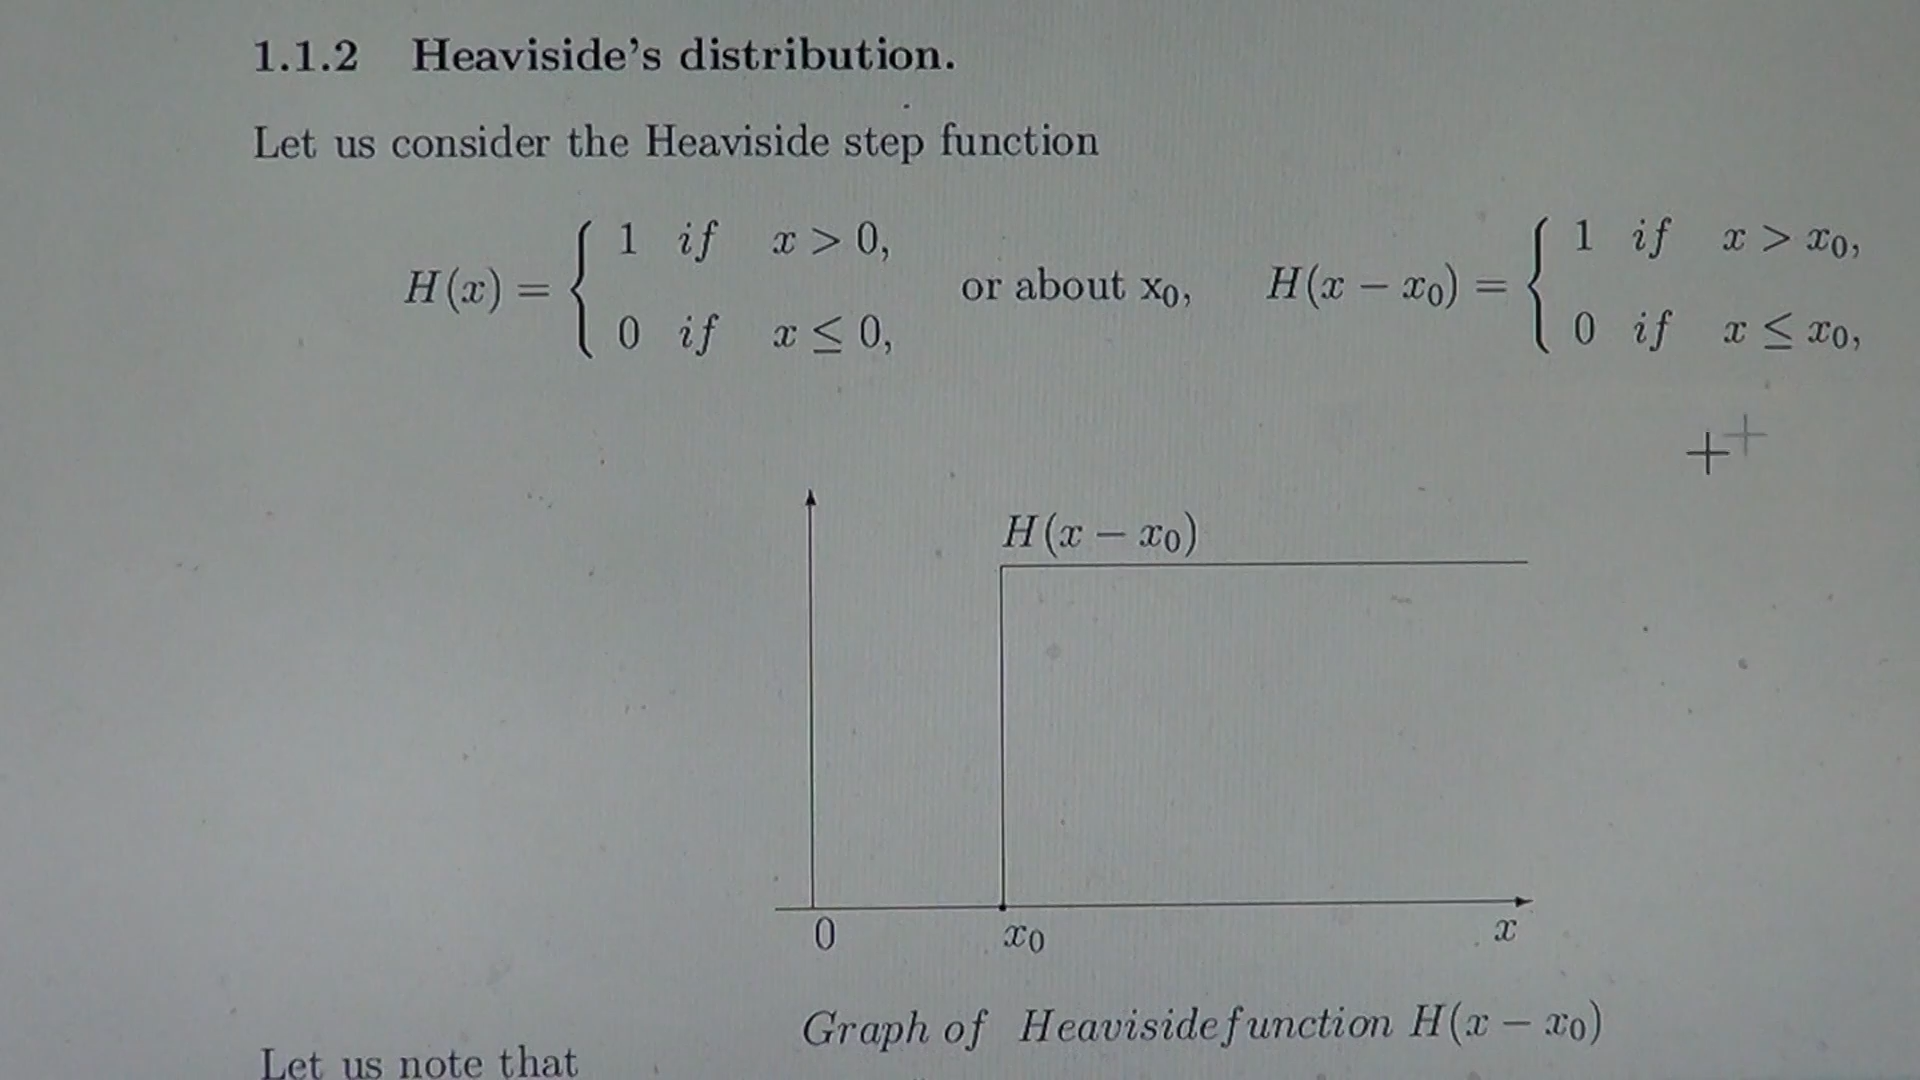 1.1.2 Heaviside's distribution.
Let us consider the Heaviside step function
H(x) = { 1 if x > 0, 0 if x ≤ 0, or about x₀, H(x − x₀) = { 1 if x > x₀, 0 if x ≤ x₀,
H(x − x₀)
0 x₀ x
Graph of Heavisidefunction H(x − x₀)
Let us note that